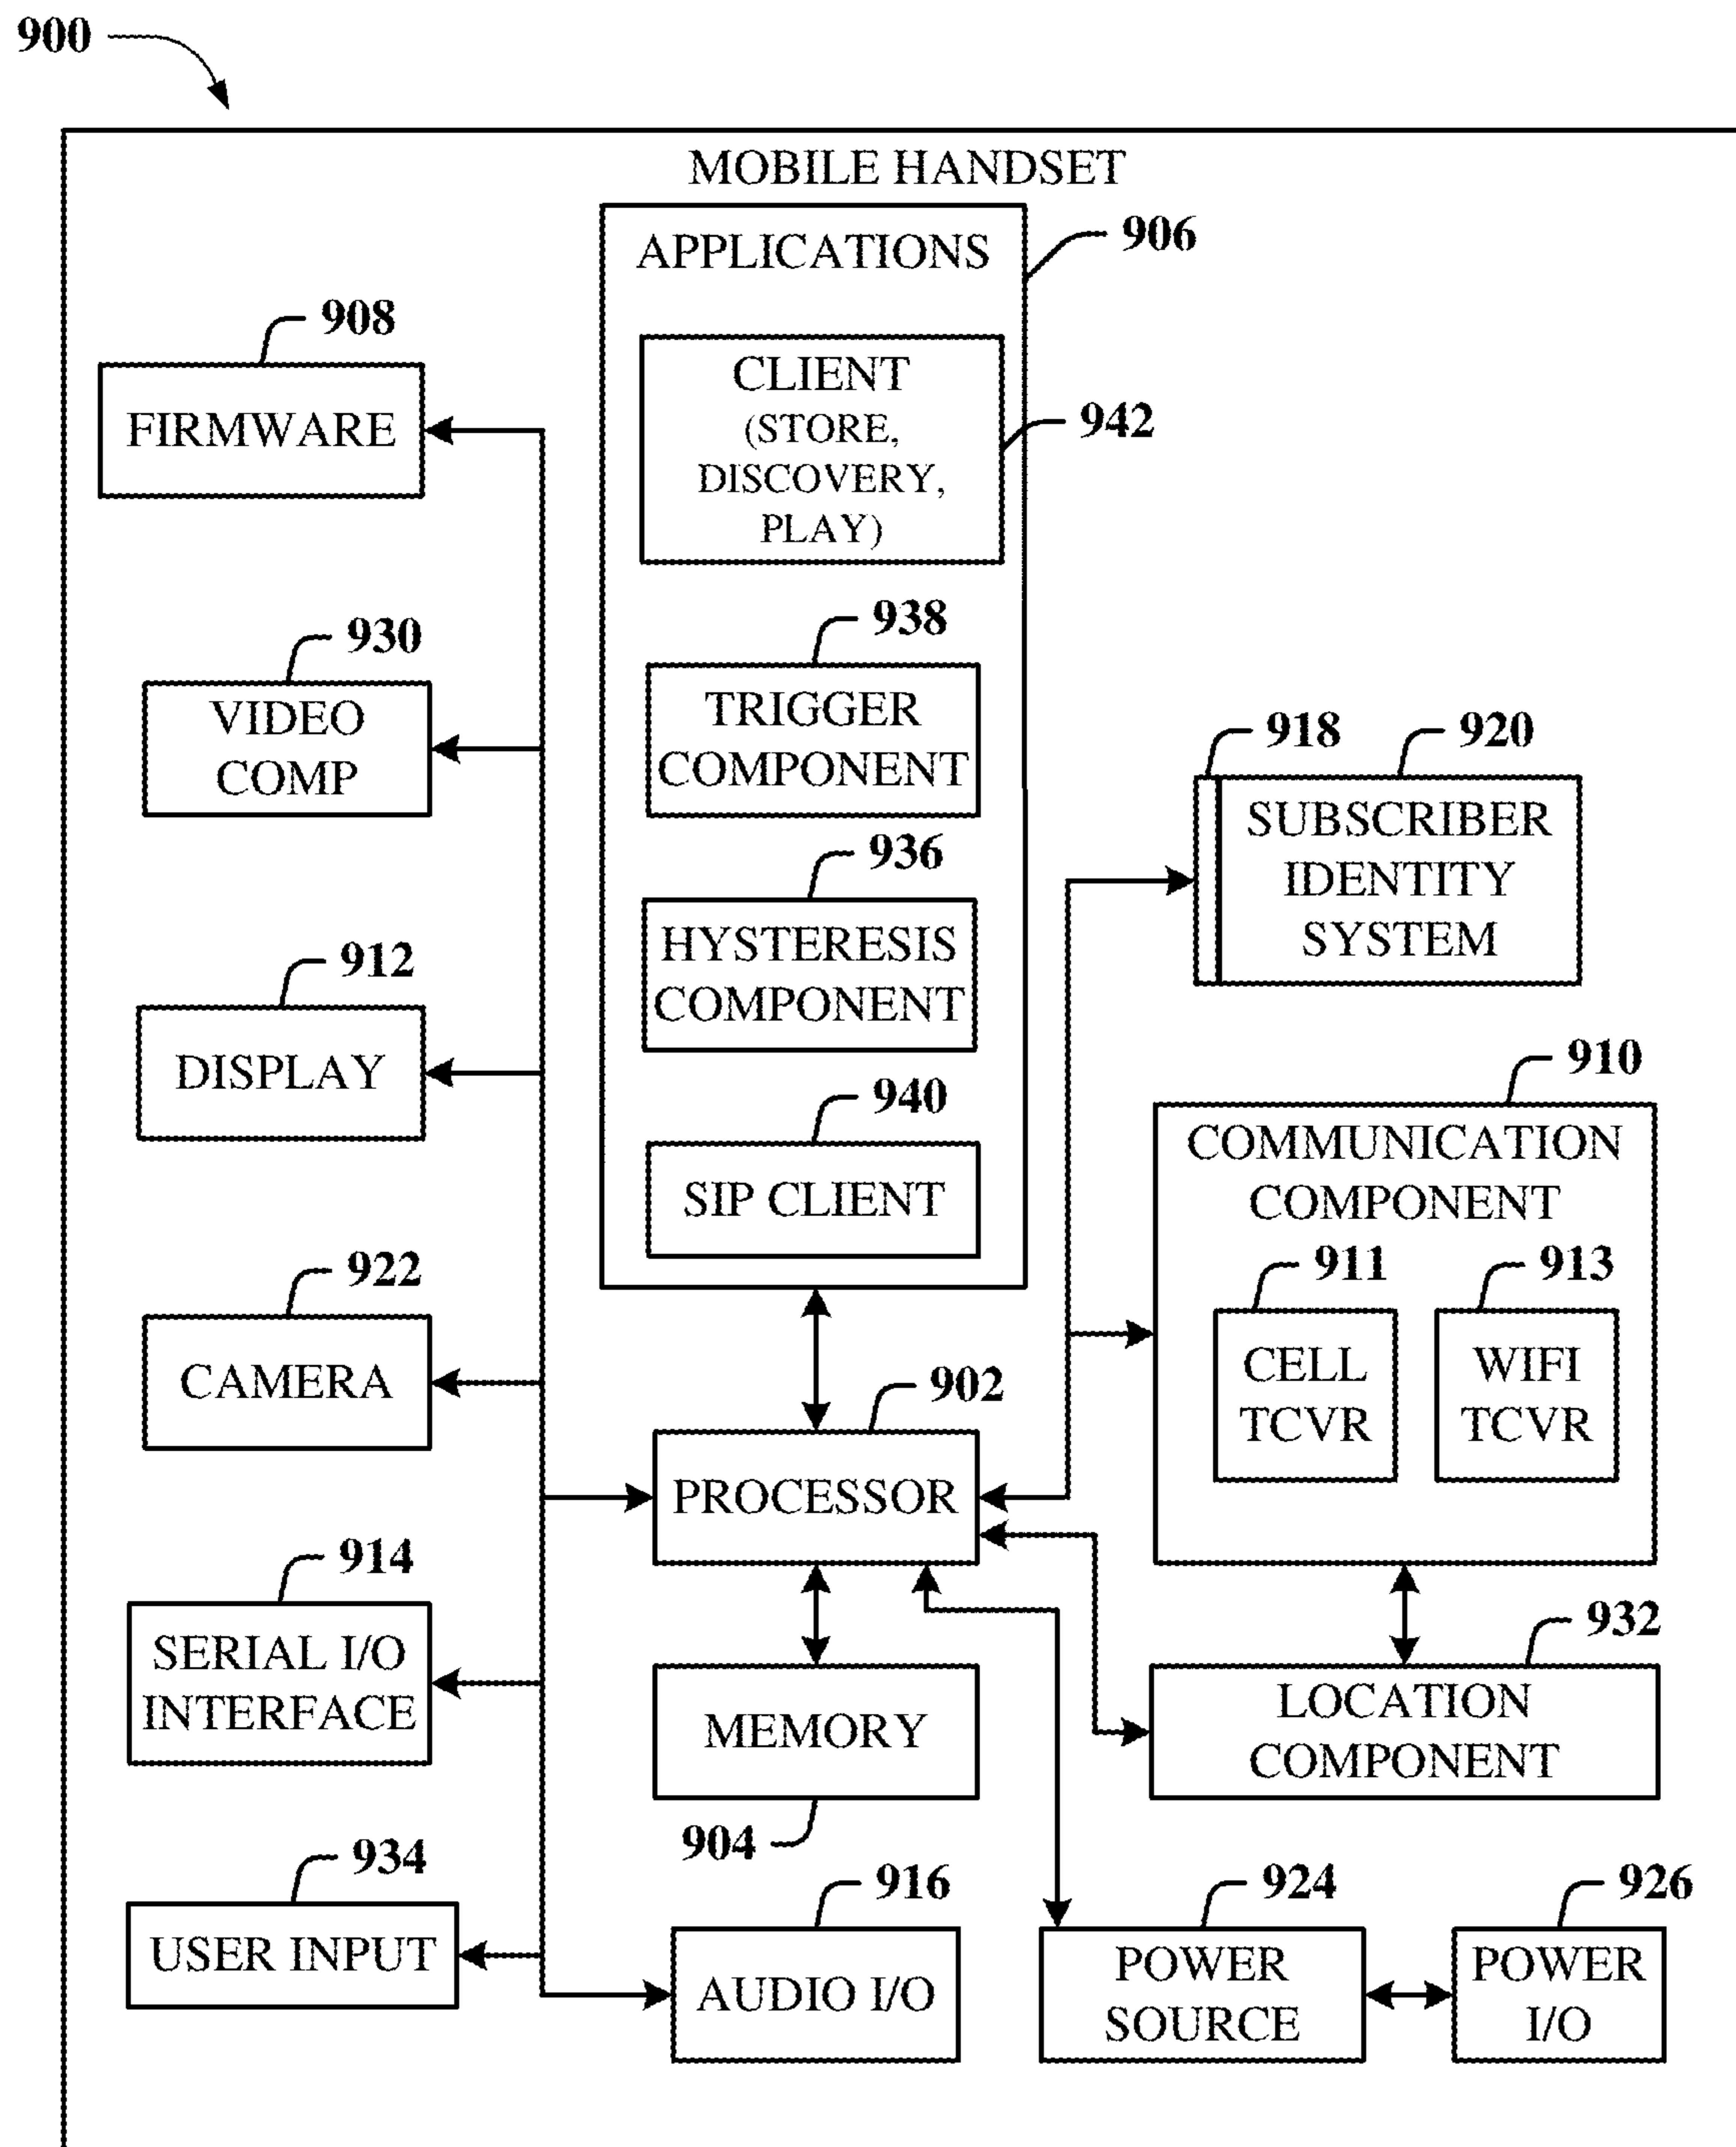 900
MOBILE HANDSET
APPLICATIONS
906
CLIENT
(STORE,
DISCOVERY,
PLAY)
942
908
FIRMWARE
938
TRIGGER
COMPONENT
930
VIDEO
COMP
918
920
SUBSCRIBER
IDENTITY
SYSTEM
936
HYSTERESIS
COMPONENT
912
DISPLAY
940
SIP CLIENT
910
COMMUNICATION
COMPONENT
911
CELL
TCVR
913
WIFI
TCVR
922
CAMERA
902
PROCESSOR
914
SERIAL I/O
INTERFACE
MEMORY
904
932
LOCATION
COMPONENT
934
USER INPUT
916
AUDIO I/O
924
POWER
SOURCE
926
POWER
I/O